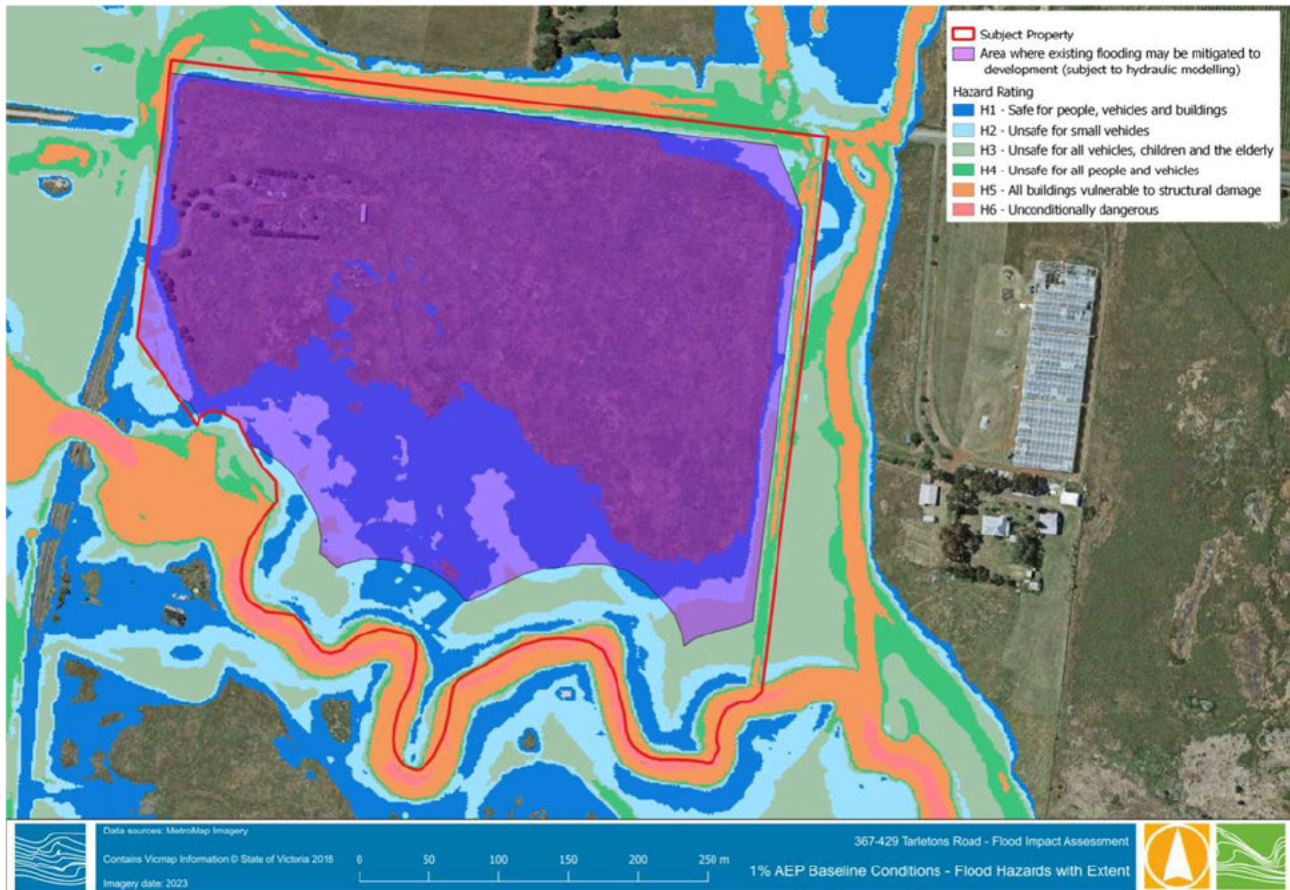 Subject Property
Area where existing flooding may be mitigated to
development (subject to hydraulic modelling)
Hazard Rating
H1 - Safe for people, vehicles and buildings
H2 - Unsafe for small vehicles
H3 - Unsafe for all vehicles, children and the elderly
H4 - Unsafe for all people and vehicles
H5 - All buildings vulnerable to structural damage
H6 - Unconditionally dangerous
Data sources: MetroMap Imagery
Contains Vicmap Information © State of Victoria 2018
Imagery date: 2023
0 50 100 150 200 250 m
367-429 Tarletons Road - Flood Impact Assessment
1% AEP Baseline Conditions - Flood Hazards with Extent